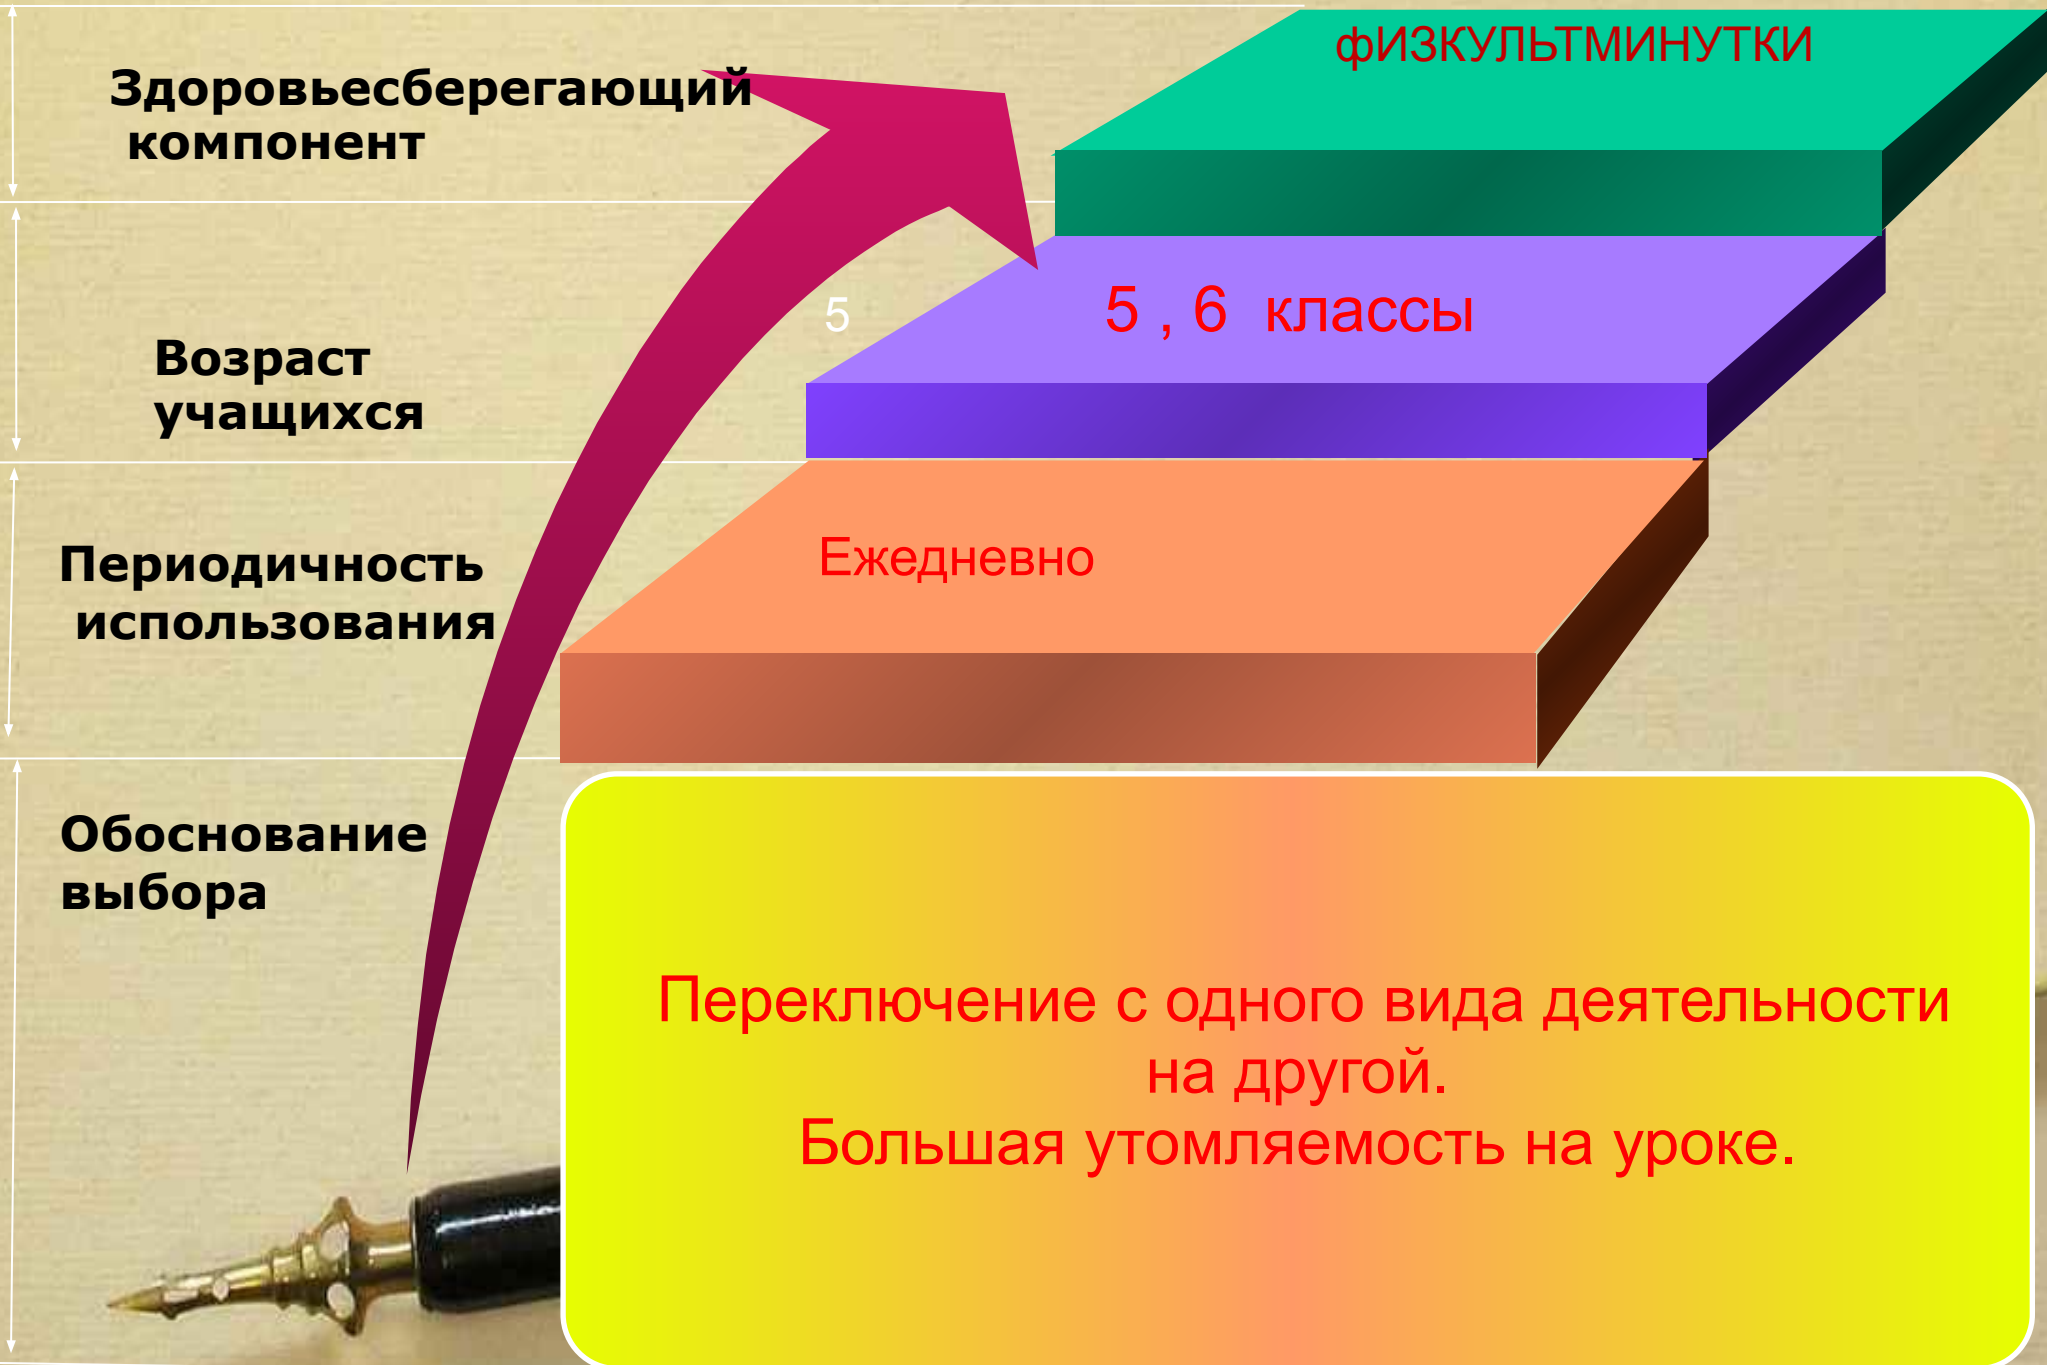 Здоровьесберегающий
компонент
фИЗКУЛЬТМИНУТКИ
Возраст
учащихся
5
5 , 6 классы
Периодичность
использования
Ежедневно
Обоснование
выбора
Переключение с одного вида деятельности
на другой.
Большая утомляемость на уроке.